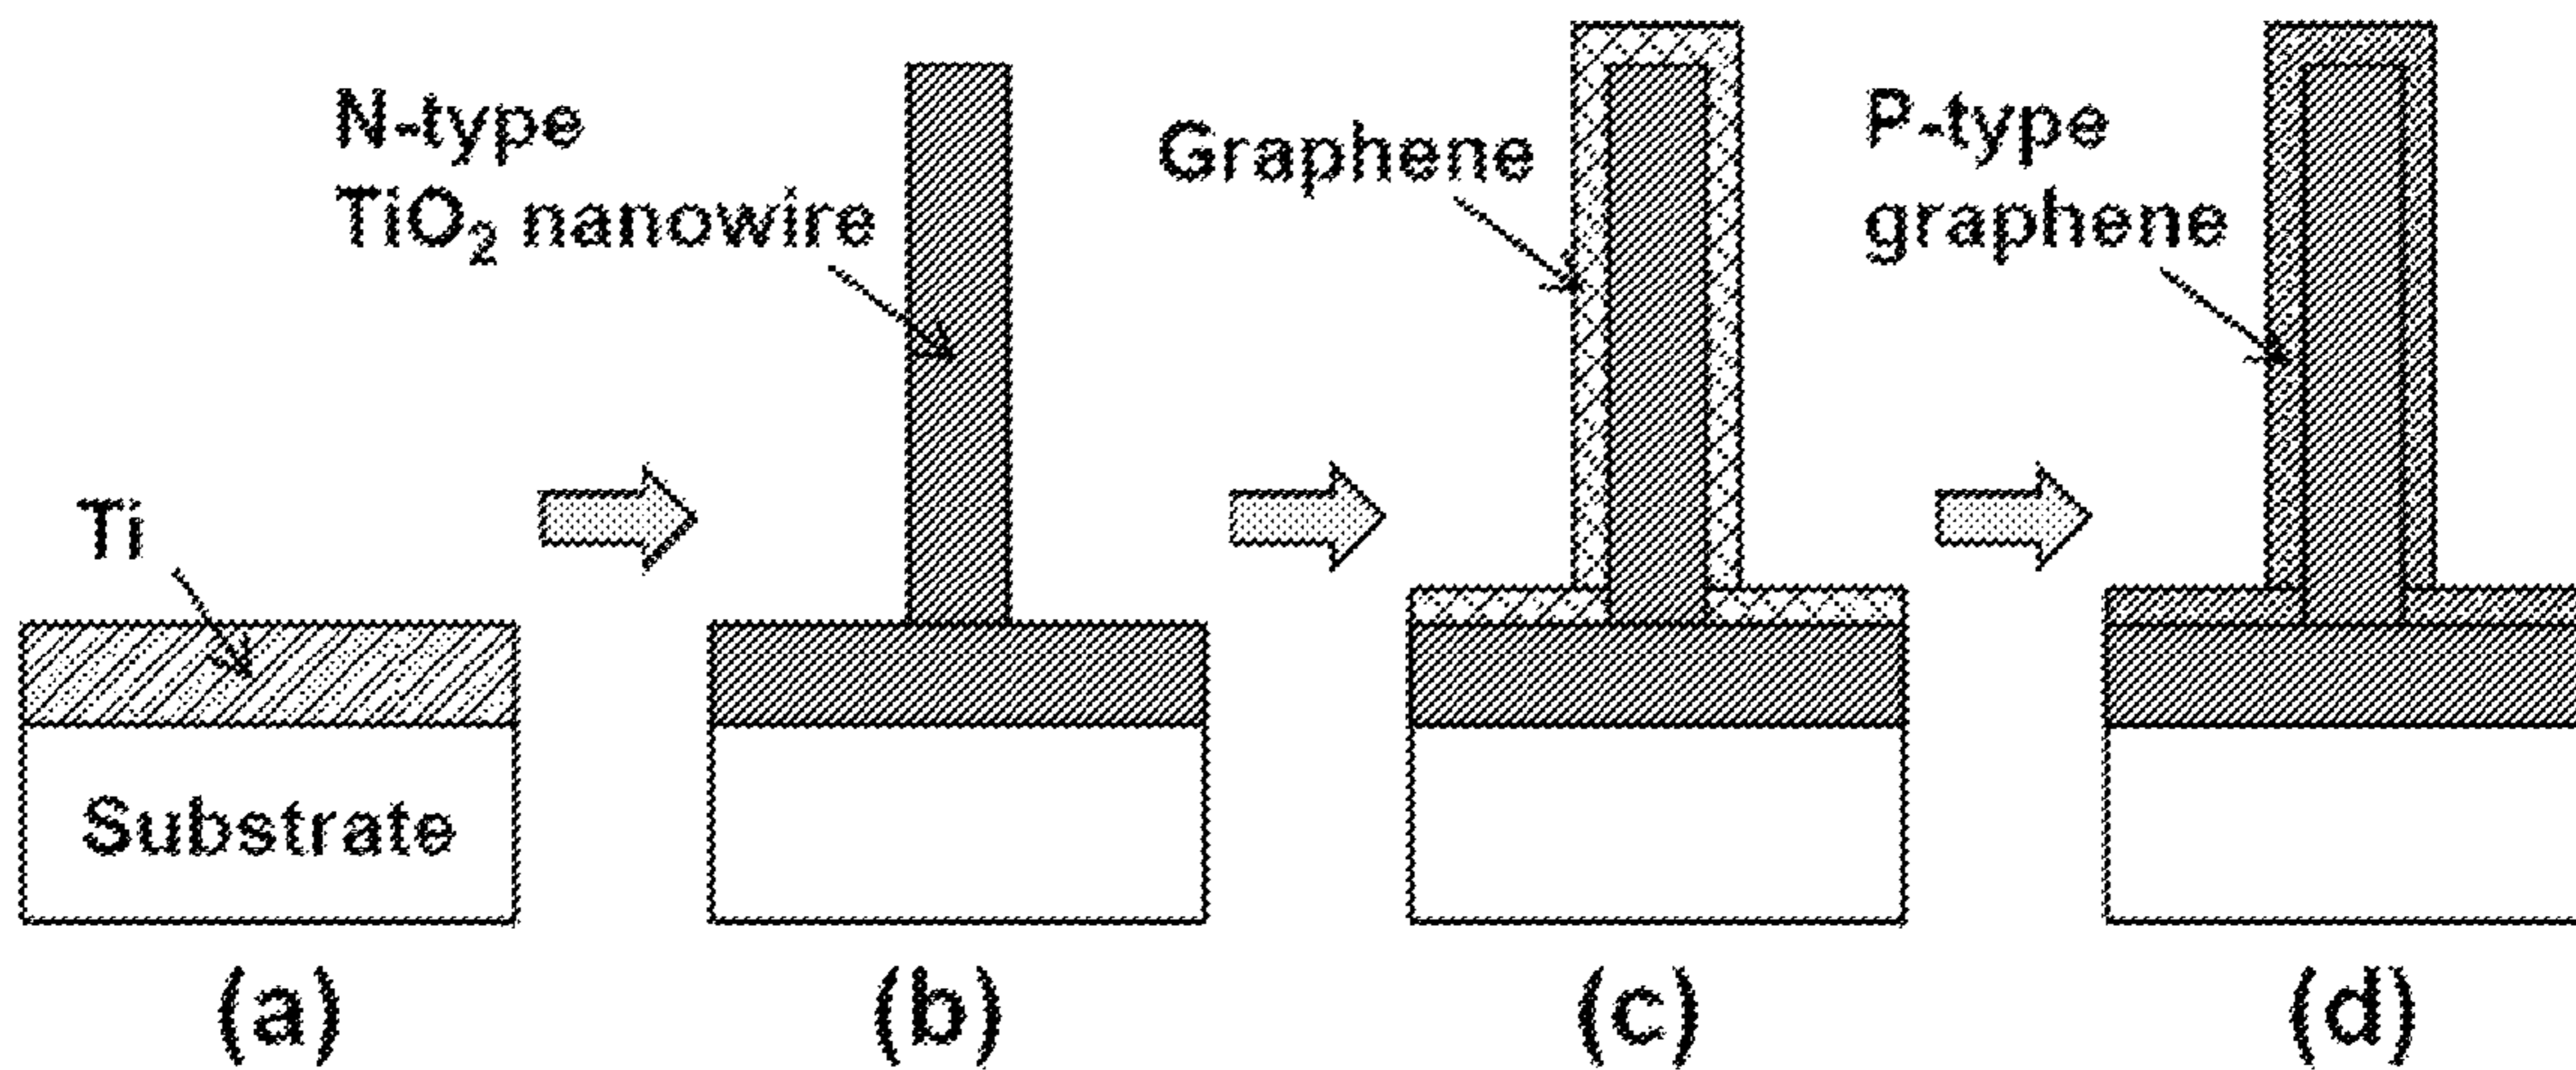 N-type
TiO₂ nanowire
Graphene
P-type
graphene
Ti
Substrate
(a)
(b)
(c)
(d)